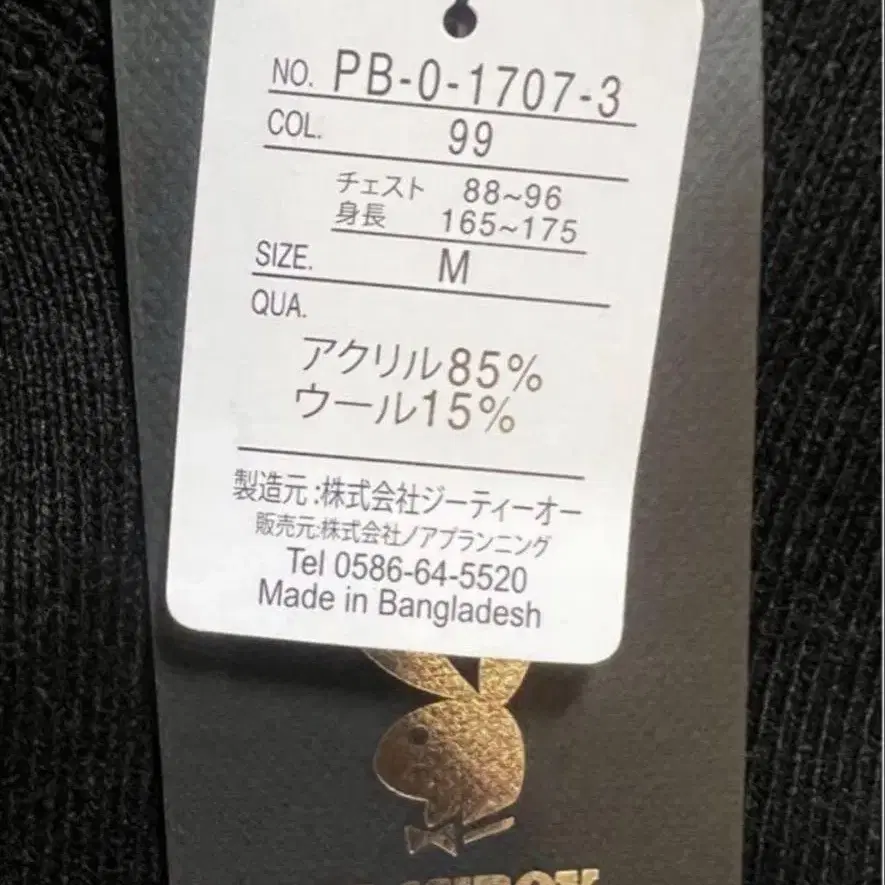 NO. PB-0-1707-3
COL. 99
チェスト 88~96
身長 165~175
SIZE. M
QUA.
アクリル85%
ウール15%
製造元:株式会社ジーティーオー
販売元:株式会社ノアプランニング
Tel 0586-64-5520
Made in Bangladesh